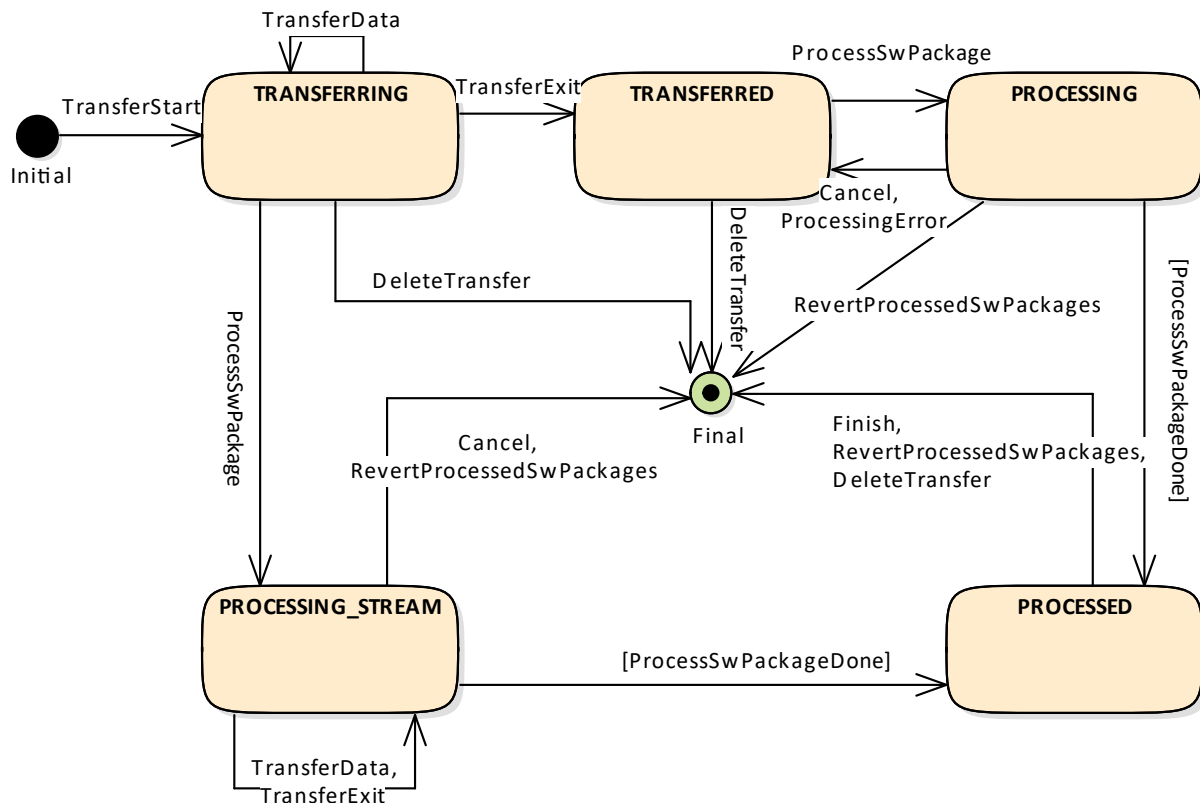 TransferData
ProcessSwPackage
TRANSFERRING
TransferExit
TRANSFERRED
PROCESSING
TransferStart
Initial
Cancel,
ProcessingError
DeleteTransfer
DeleteTransfer
RevertProcessedSwPackages
[ProcessSwPackageDone]
ProcessSwPackage
Final
Cancel,
RevertProcessedSwPackages
Finish,
RevertProcessedSwPackages,
DeleteTransfer
PROCESSING_STREAM
PROCESSED
[ProcessSwPackageDone]
TransferData,
TransferExit